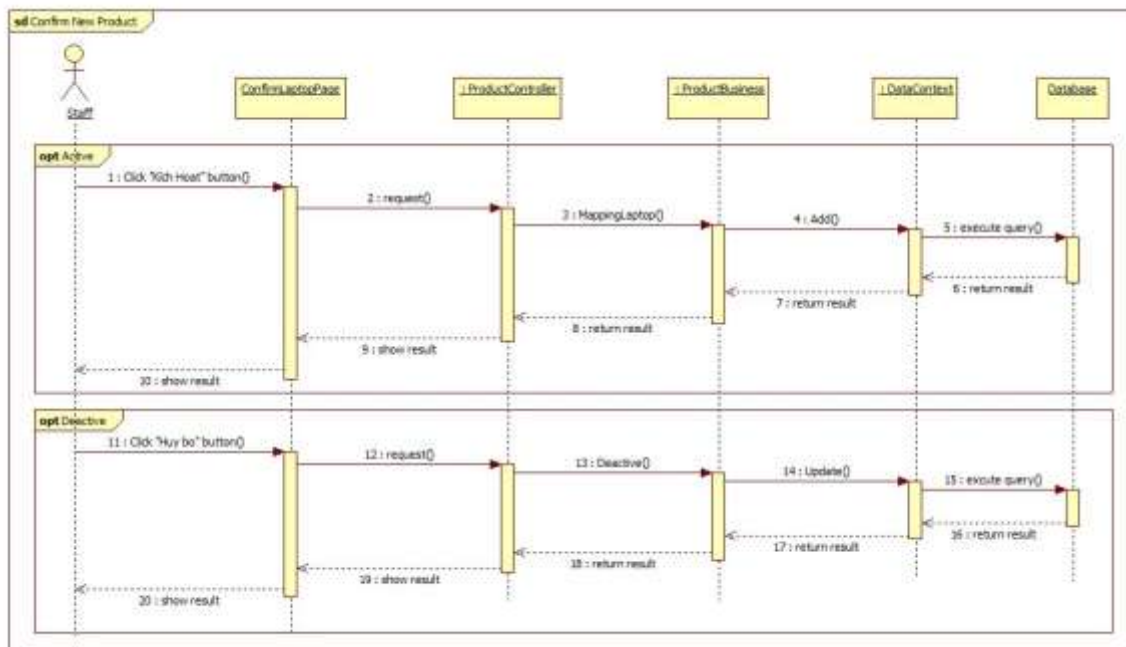 sd Confirm New Product
Staff
ConfirmLaptopPage
: ProductController
: ProductBusiness
: DataContext
Database
opt Active
1 : Click "Kich Hoat" button()
2 : request()
3 : MappingLaptop()
4 : Add()
5 : execute query()
6 : return result
7 : return result
8 : return result
9 : show result
10 : show result
opt Deactive
11 : Click "Huy bo" button()
12 : request()
13 : Deactive()
14 : Update()
15 : excute query()
16 : return result
17 : return result
18 : return result
19 : show result
20 : show result